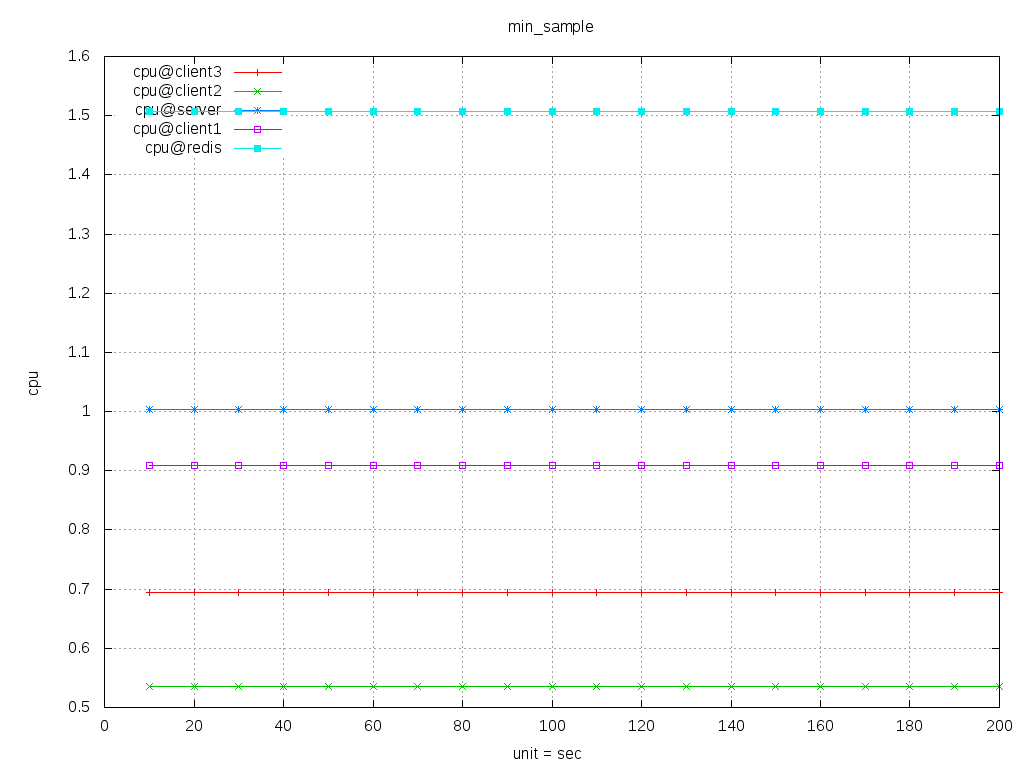 min_sample
1.6
cpu@client3
cpu@client2
cpu@server
cpu@client1
cpu@redis
1.5
1.4
1.3
1.2
1.1
1
0.9
0.8
0.7
0.6
0.5
cpu
0 20 40 60 80 100 120 140 160 180 200
unit = sec